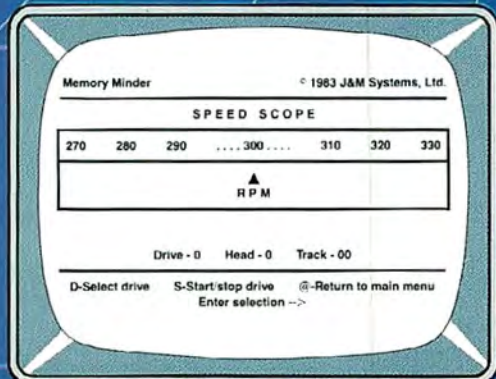 Memory Minder © 1983 J&M Systems, Ltd.
SPEED SCOPE
270 280 290 ....300.... 310 320 330
▲
RPM
Drive - 0 Head - 0 Track - 00
D-Select drive S-Start/stop drive @-Return to main menu
Enter selection -->